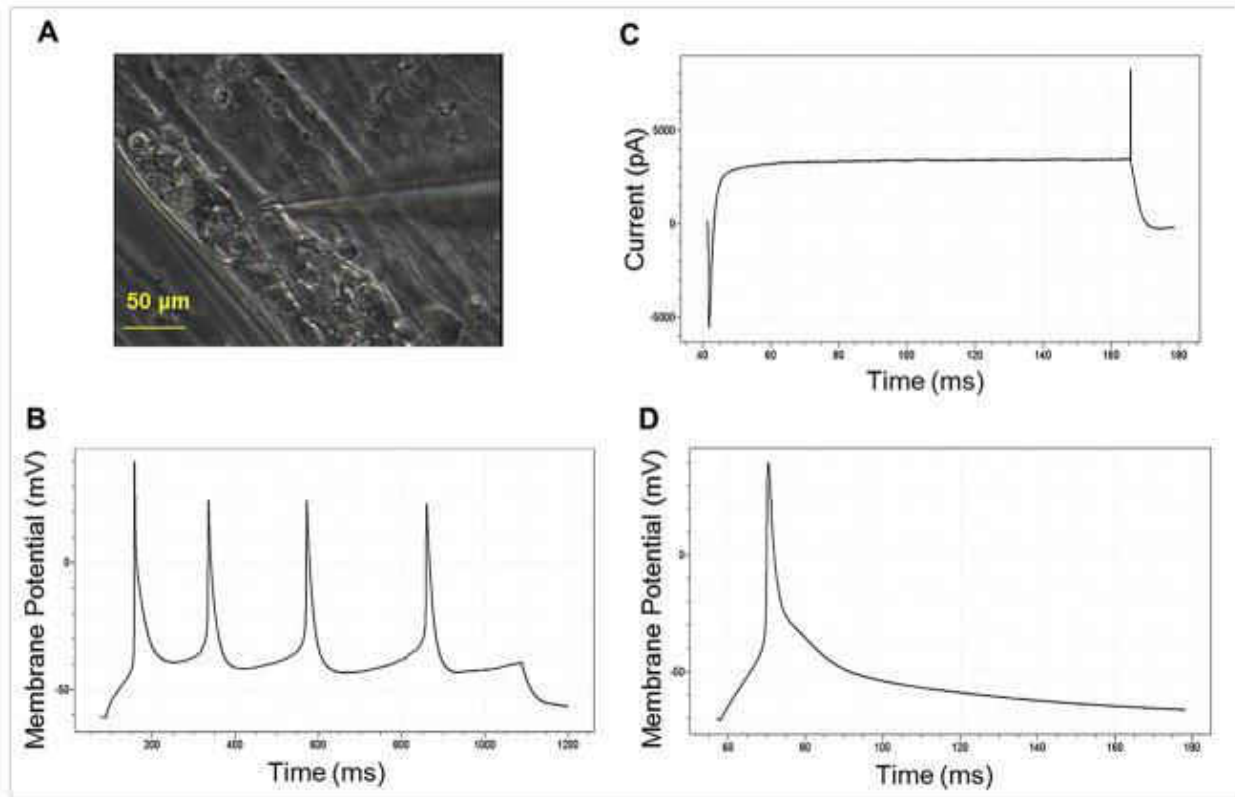 A
50 µm
C
Current (pA)
5000
0
-5000
40 60 80 100 120 140 160 180
Time (ms)
B
Membrane Potential (mV)
0
-50
200 400 600 800 1000 1200
Time (ms)
D
Membrane Potential (mV)
0
-50
60 80 100 120 140 160 180
Time (ms)